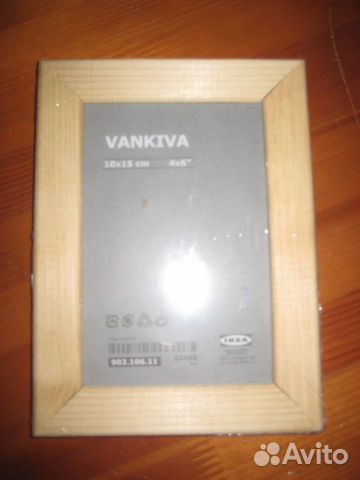 VANKIVA
10x15 cm 4x6"
903.106.11
IKEA
Avito